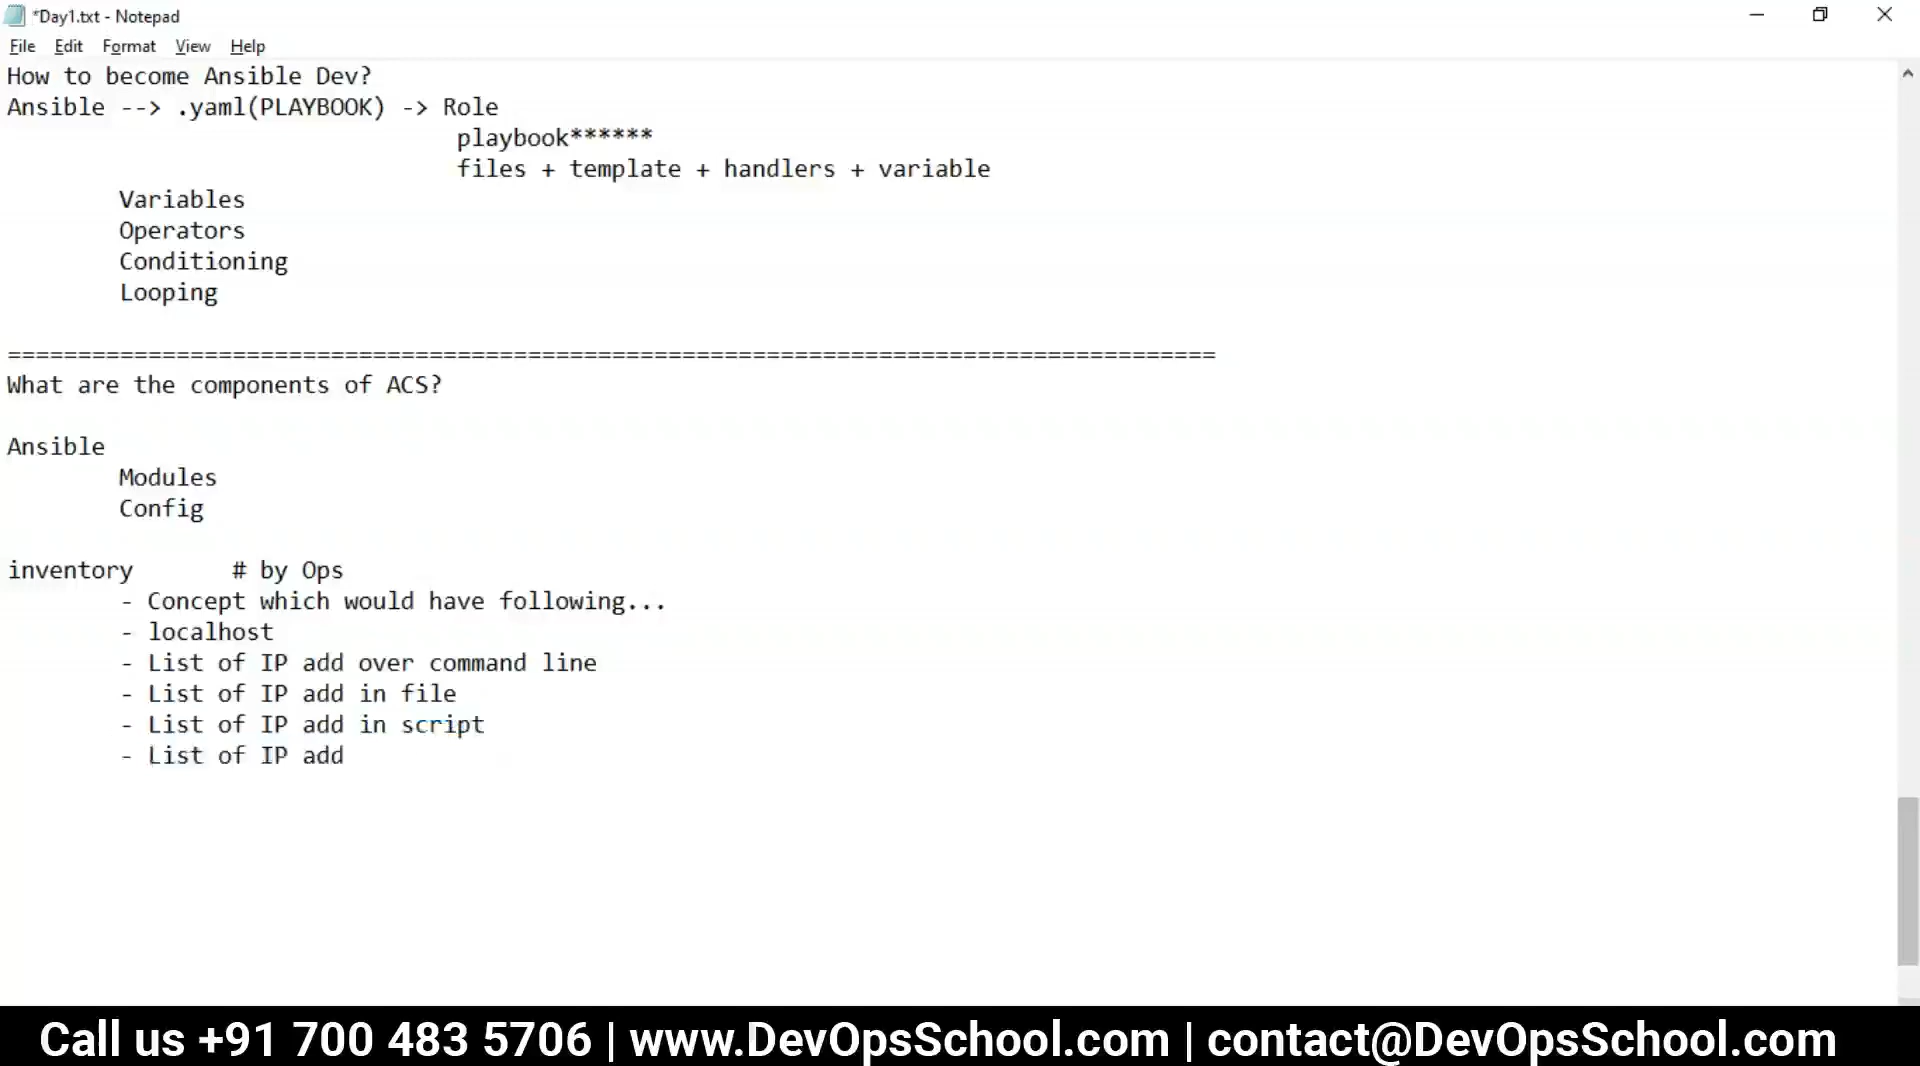 *Day1.txt - Notepad
File Edit Format View Help
How to become Ansible Dev?
Ansible --> .yaml(PLAYBOOK) -> Role
playbook******
files + template + handlers + variable
Variables
Operators
Conditioning
Looping
======================================================================================
What are the components of ACS?
Ansible
Modules
Config
inventory # by Ops
- Concept which would have following...
- localhost
- List of IP add over command line
- List of IP add in file
- List of IP add in script
- List of IP add
Call us +91 700 483 5706 | www.DevOpsSchool.com | contact@DevOpsSchool.com